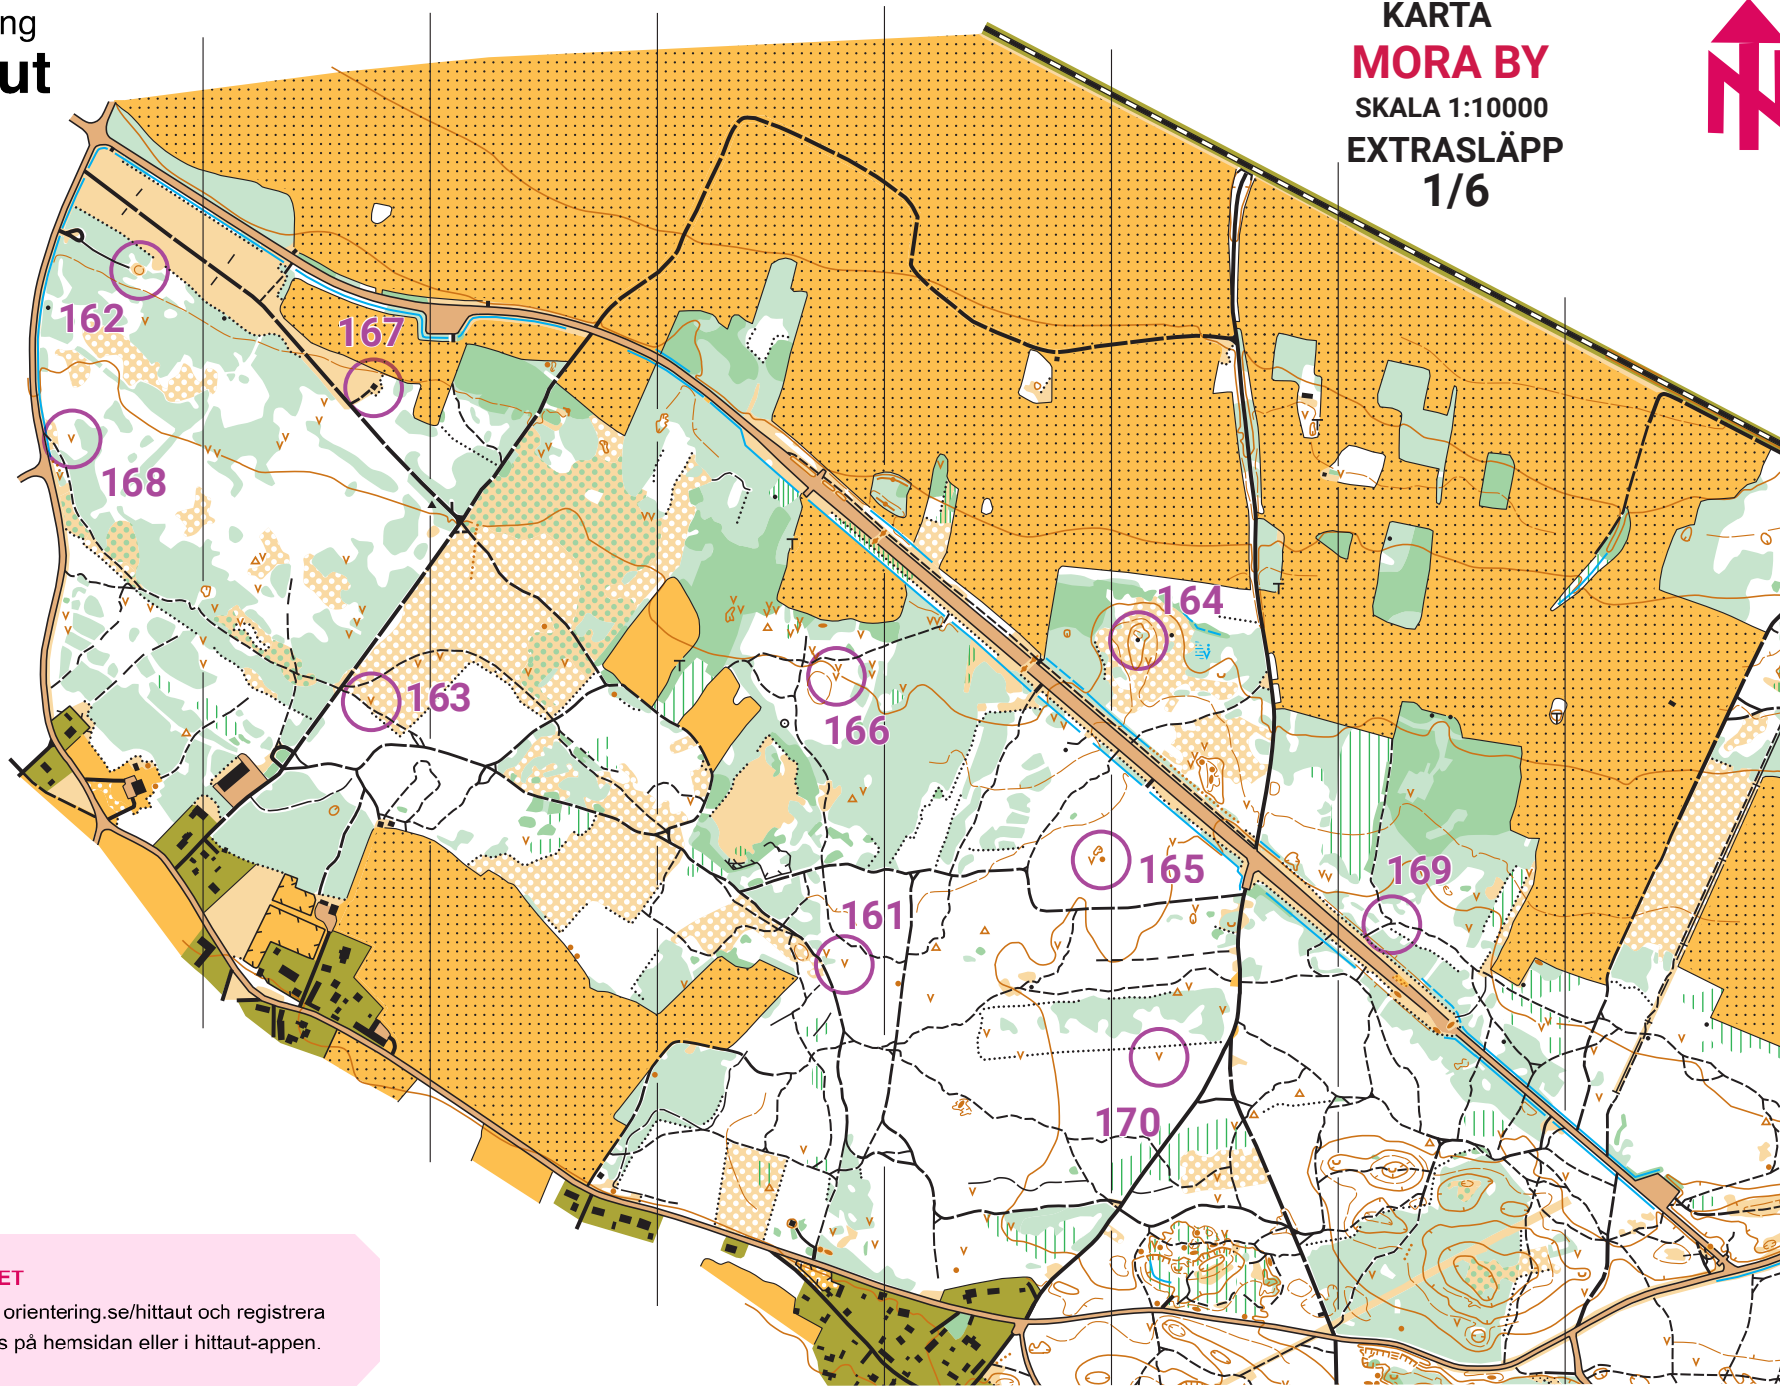 ng
ut
KARTA
MORA BY
SKALA 1:10000
EXTRASLÄPP
1/6
162
167
168
164
163
166
165
169
161
170
ET
orientering.se/hittaut och registrera
s på hemsidan eller i hittaut-appen.